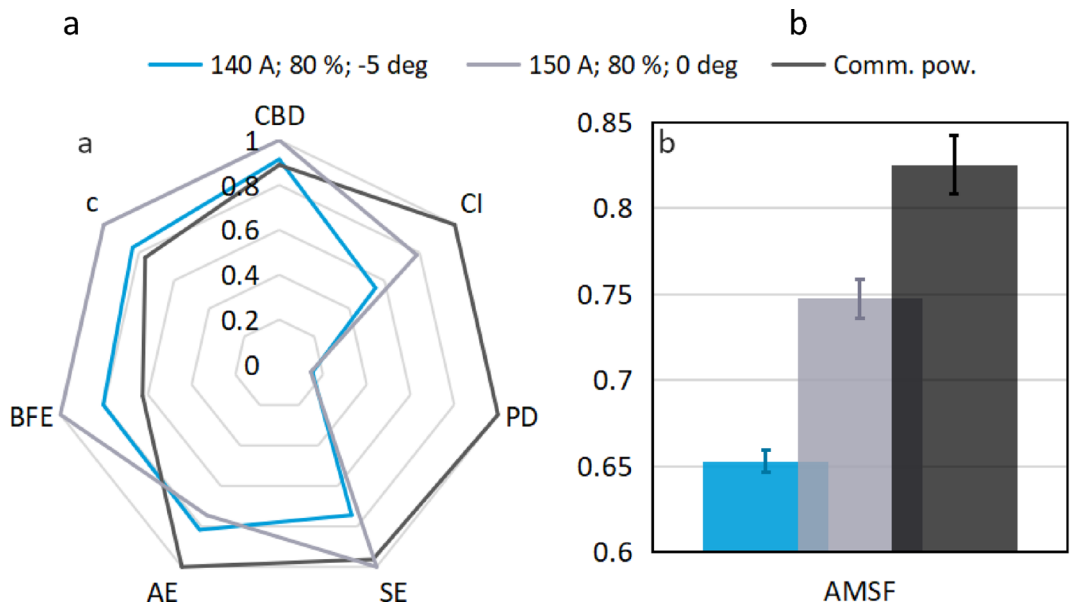 a
b
140 A; 80 %; -5 deg
150 A; 80 %; 0 deg
Comm. pow.
a
CBD
CI
PD
SE
AE
BFE
c
1
0.8
0.6
0.4
0.2
0
b
0.85
0.8
0.75
0.7
0.65
0.6
AMSF